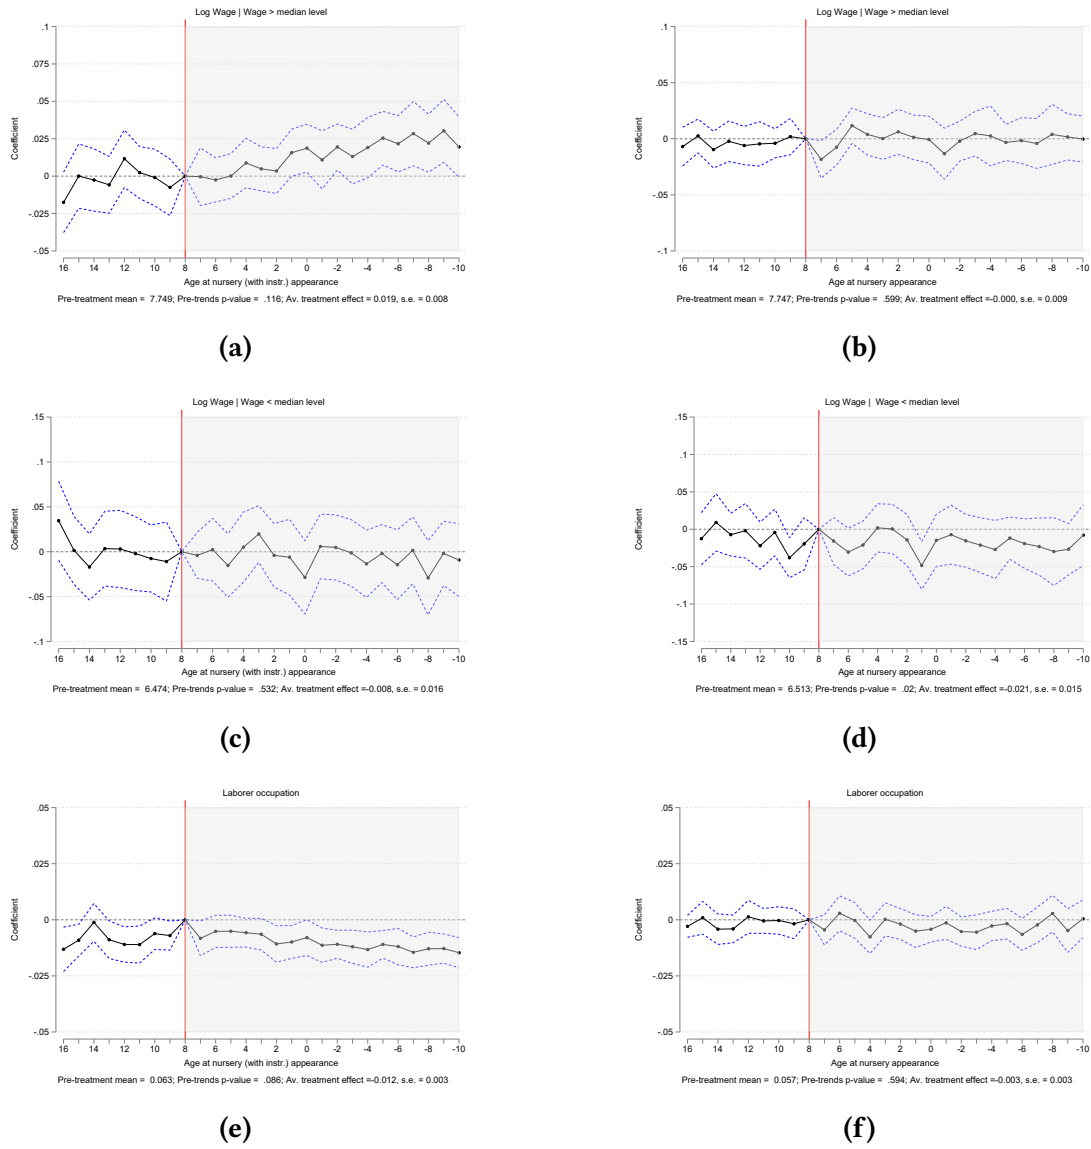 Log Wage | Wage > median level
.1
.075
.05
.025
0
-.025
-.05
Coefficient
16 14 12 10 8 6 4 2 0 -2 -4 -6 -8 -10
Age at nursery (with instr.) appearance
Pre-treatment mean = 7.749; Pre-trends p-value = .116; Av. treatment effect = 0.019, s.e. = 0.008
(a)
Log Wage | Wage > median level
.1
.05
0
-.05
-.1
Coefficient
16 14 12 10 8 6 4 2 0 -2 -4 -6 -8 -10
Age at nursery appearance
Pre-treatment mean = 7.747; Pre-trends p-value = .599; Av. treatment effect =-0.000, s.e. = 0.009
(b)
Log Wage | Wage < median level
.15
.1
.05
0
-.05
-.1
Coefficient
16 14 12 10 8 6 4 2 0 -2 -4 -6 -8 -10
Age at nursery (with instr.) appearance
Pre-treatment mean = 6.474; Pre-trends p-value = .532; Av. treatment effect =-0.008, s.e. = 0.016
(c)
Log Wage | Wage < median level
.15
.1
.05
0
-.05
-.1
-.15
Coefficient
16 14 12 10 8 6 4 2 0 -2 -4 -6 -8 -10
Age at nursery appearance
Pre-treatment mean = 6.513; Pre-trends p-value = .02; Av. treatment effect =-0.021, s.e. = 0.015
(d)
Laborer occupation
.05
.025
0
-.025
-.05
Coefficient
16 14 12 10 8 6 4 2 0 -2 -4 -6 -8 -10
Age at nursery (with instr.) appearance
Pre-treatment mean = 0.063; Pre-trends p-value = .086; Av. treatment effect =-0.012, s.e. = 0.003
(e)
Laborer occupation
.05
.025
0
-.025
-.05
Coefficient
16 14 12 10 8 6 4 2 0 -2 -4 -6 -8 -10
Age at nursery appearance
Pre-treatment mean = 0.057; Pre-trends p-value = .594; Av. treatment effect =-0.003, s.e. = 0.003
(f)